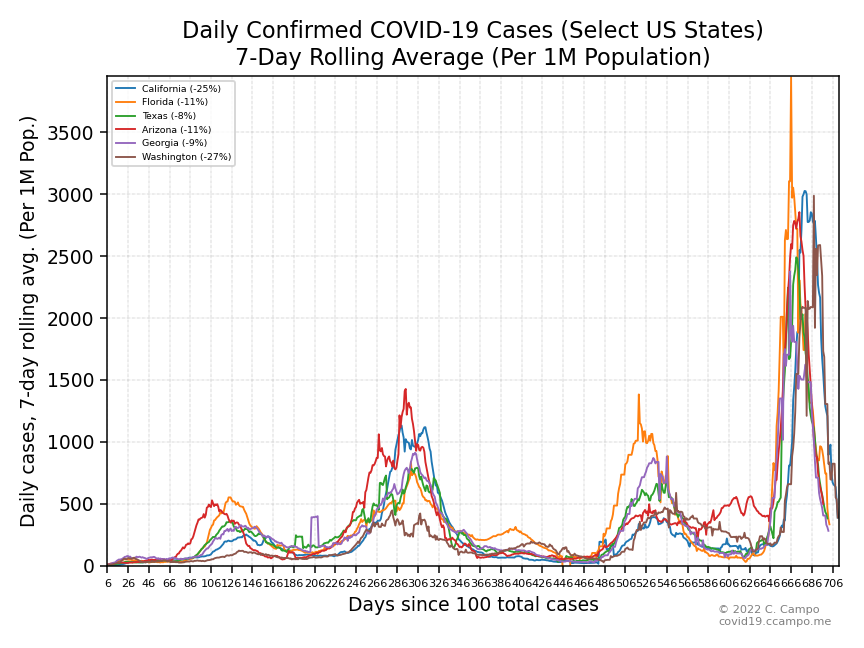 Daily Confirmed COVID-19 Cases (Select US States)
7-Day Rolling Average (Per 1M Population)
California (-25%)
Florida (-11%)
Texas (-8%)
Arizona (-11%)
Georgia (-9%)
Washington (-27%)
Daily cases, 7-day rolling avg. (Per 1M Pop.)
3500
3000
2500
2000
1500
1000
500
0
6 26 46 66 86 106 126 146 166 186 206 226 246 266 286 306 326 346 366 386 406 426 446 466 486 506 526 546 566 586 606 626 646 666 686 706
Days since 100 total cases
© 2022 C. Campo
covid19.ccampo.me